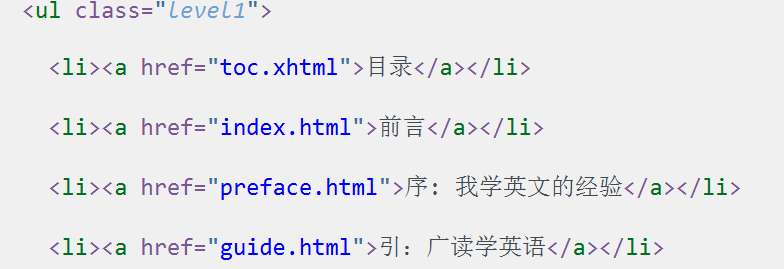 <ul class="level1">
<li><a href="toc.xhtml">目录</a></li>
<li><a href="index.html">前言</a></li>
<li><a href="preface.html">序: 我学英文的经验</a></li>
<li><a href="guide.html">引: 广读学英语</a></li>